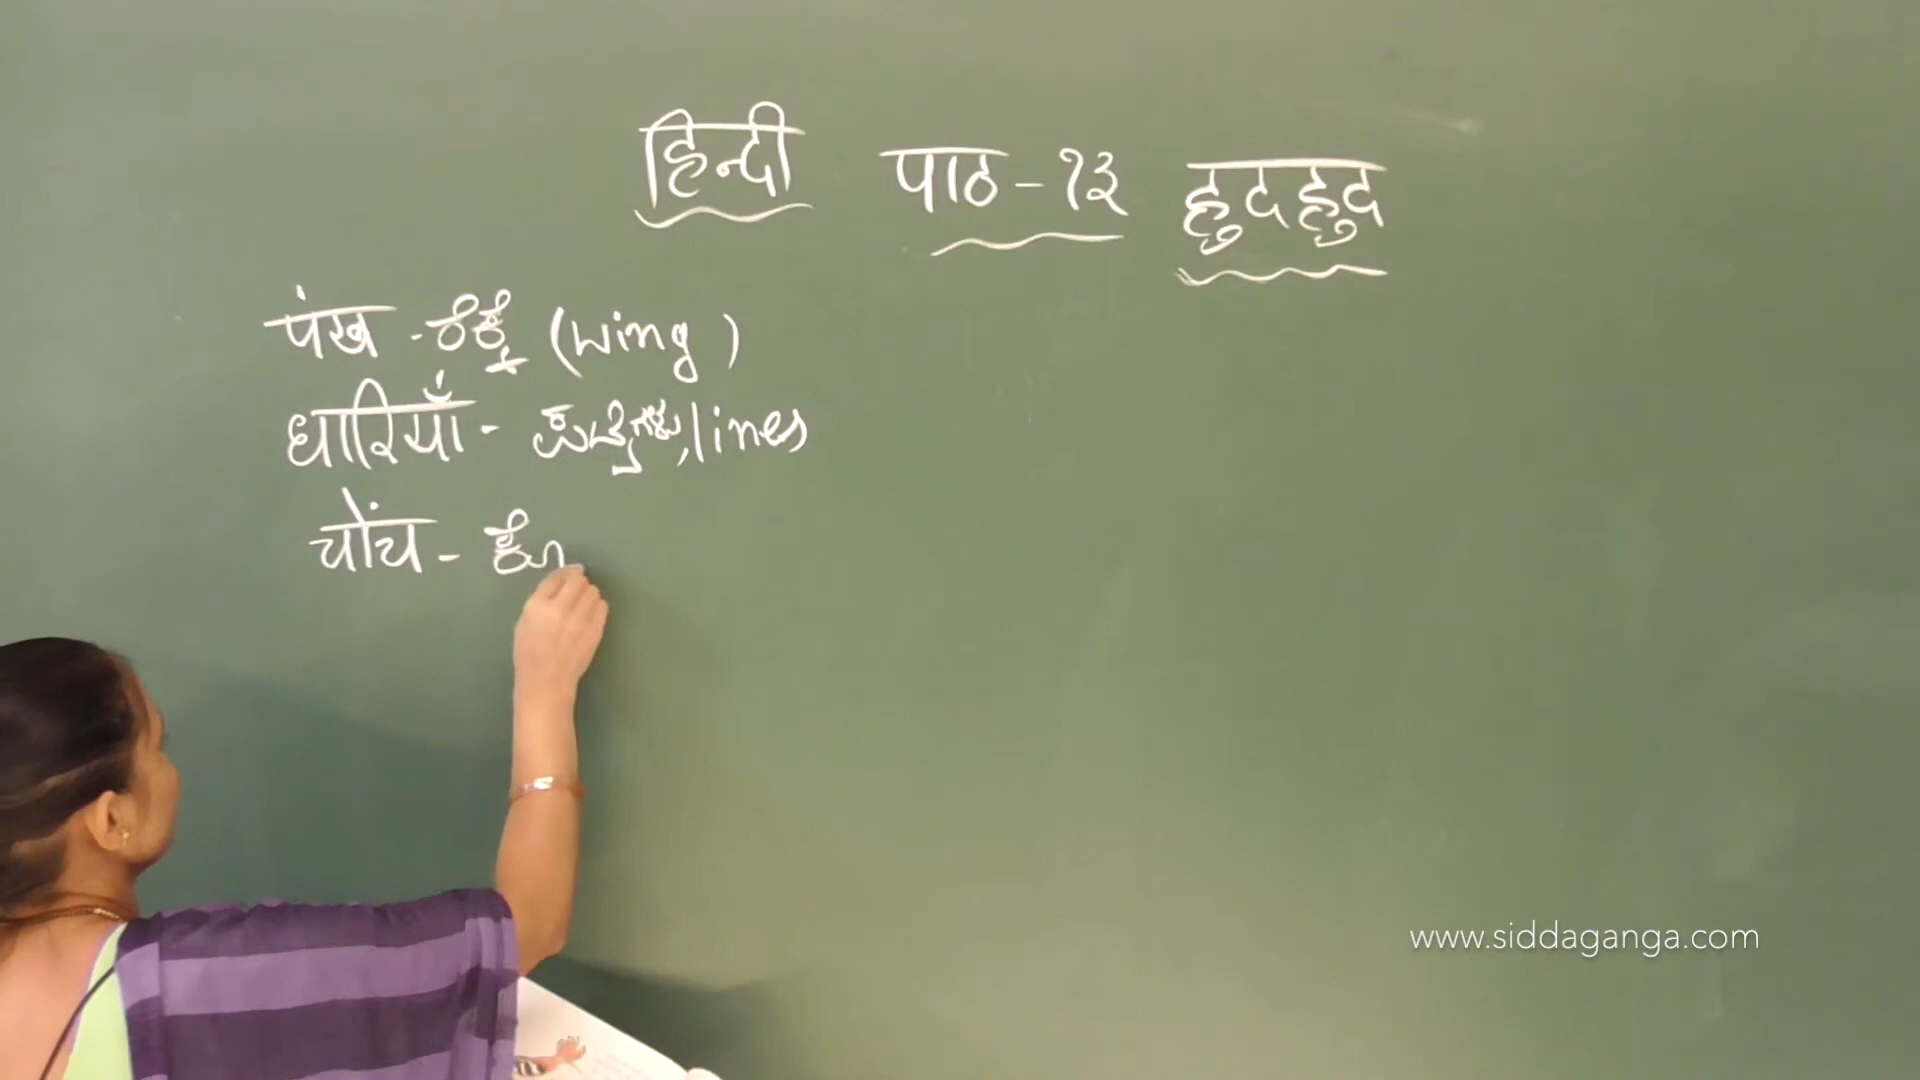 हिन्दी पाठ - १३ हुदहुद
पंख - ರೆಕ್ಕೆ (wing)
धारियाँ - ಪಟ್ಟಿಗಳು, lines
चोंच -
www.siddaganga.com